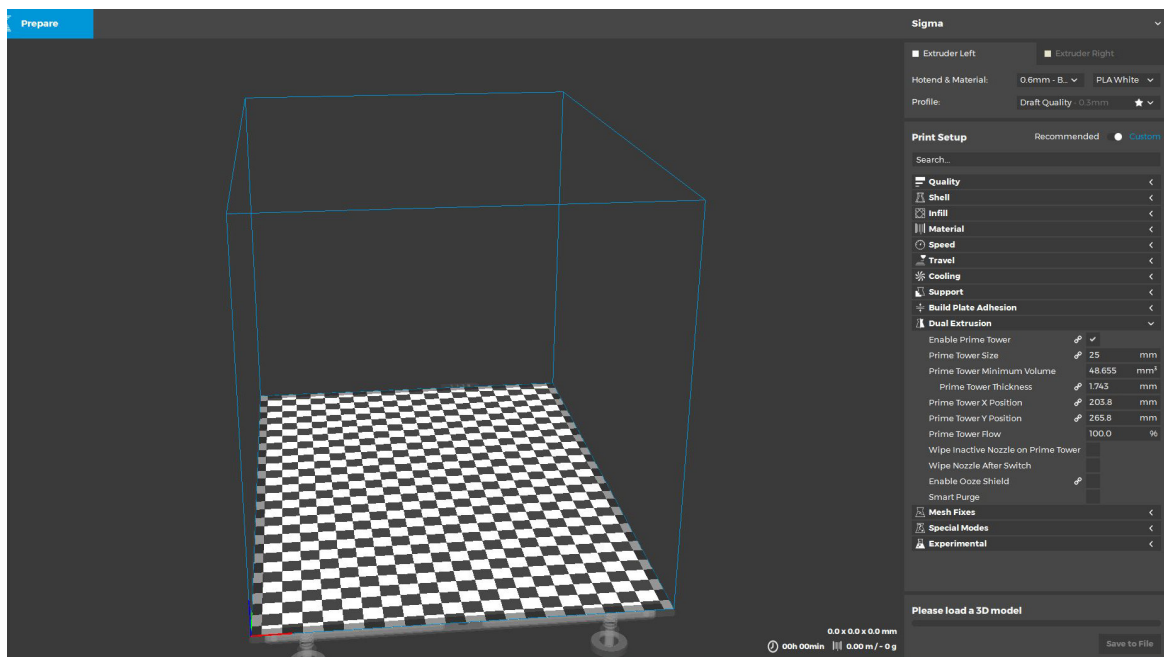 Prepare
Sigma
Extruder Left Extruder Right
Hotend & Material: 0.6mm - B... PLA White
Profile: Draft Quality - 0.3mm
Print Setup Recommended Custom
Search...
Quality
Shell
Infill
Material
Speed
Travel
Cooling
Support
Build Plate Adhesion
Dual Extrusion
Enable Prime Tower
Prime Tower Size 25 mm
Prime Tower Minimum Volume 48.655 mm³
Prime Tower Thickness 1.743 mm
Prime Tower X Position 203.8 mm
Prime Tower Y Position 265.8 mm
Prime Tower Flow 100.0 %
Wipe Inactive Nozzle on Prime Tower
Wipe Nozzle After Switch
Enable Ooze Shield
Smart Purge
Mesh Fixes
Special Modes
Experimental
Please load a 3D model
0.0 x 0.0 x 0.0 mm
00h 00min 0.00 m / ~ 0 g
Save to File